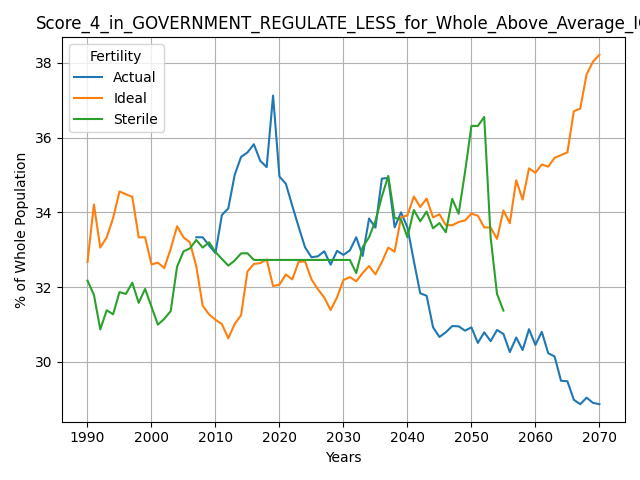 Score_4_in_GOVERNMENT_REGULATE_LESS_for_Whole_Above_Average_I
Fertility
Actual
Ideal
Sterile
% of Whole Population
38
36
34
32
30
1990
2000
2010
2020
2030
2040
2050
2060
2070
Years